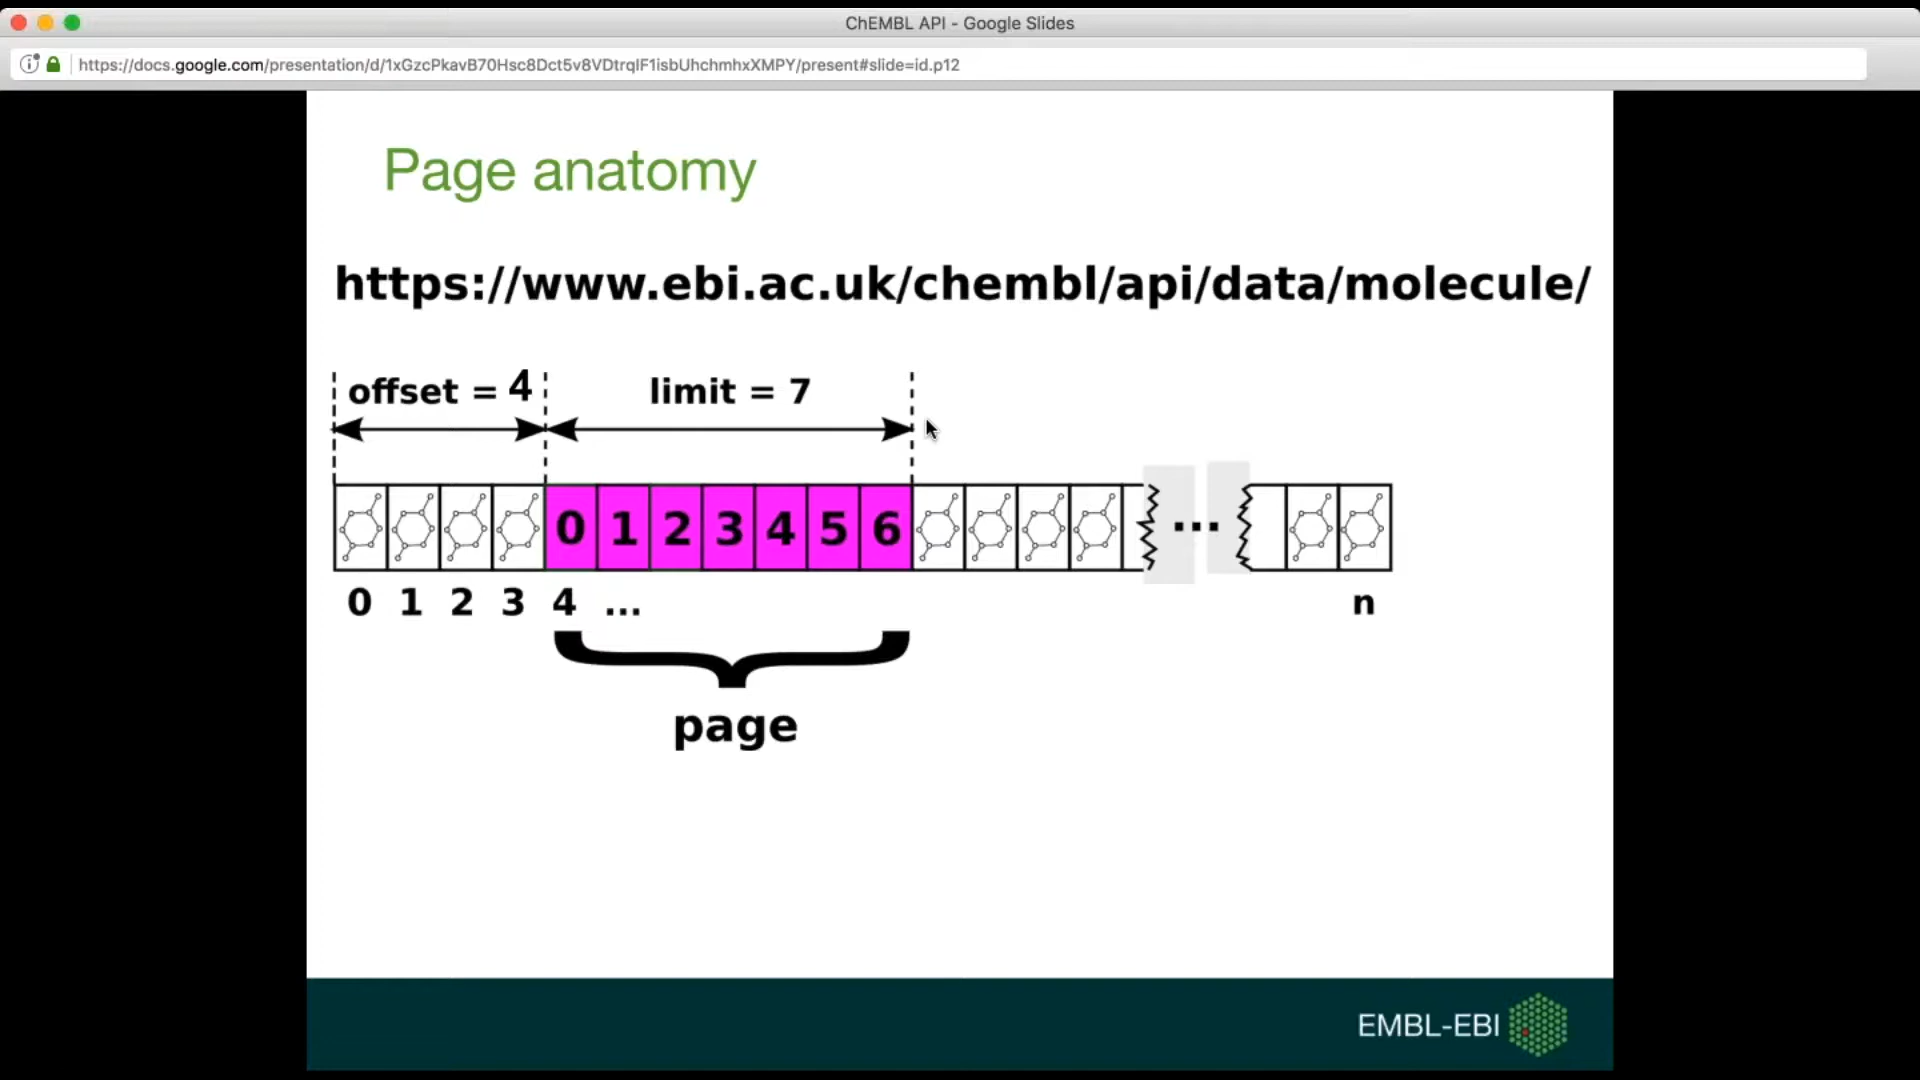 ChEMBL API - Google Slides
https://docs.google.com/presentation/d/1xGzcPkavB70Hsc8Dct5v8VDtrqIF1isbUhchmhxXMPY/present#slide=id.p12
Page anatomy
https://www.ebi.ac.uk/chembl/api/data/molecule/
offset = 4 limit = 7
0 1 2 3 4 5 6 ...
0 1 2 3 4 ... n
page
EMBL-EBI